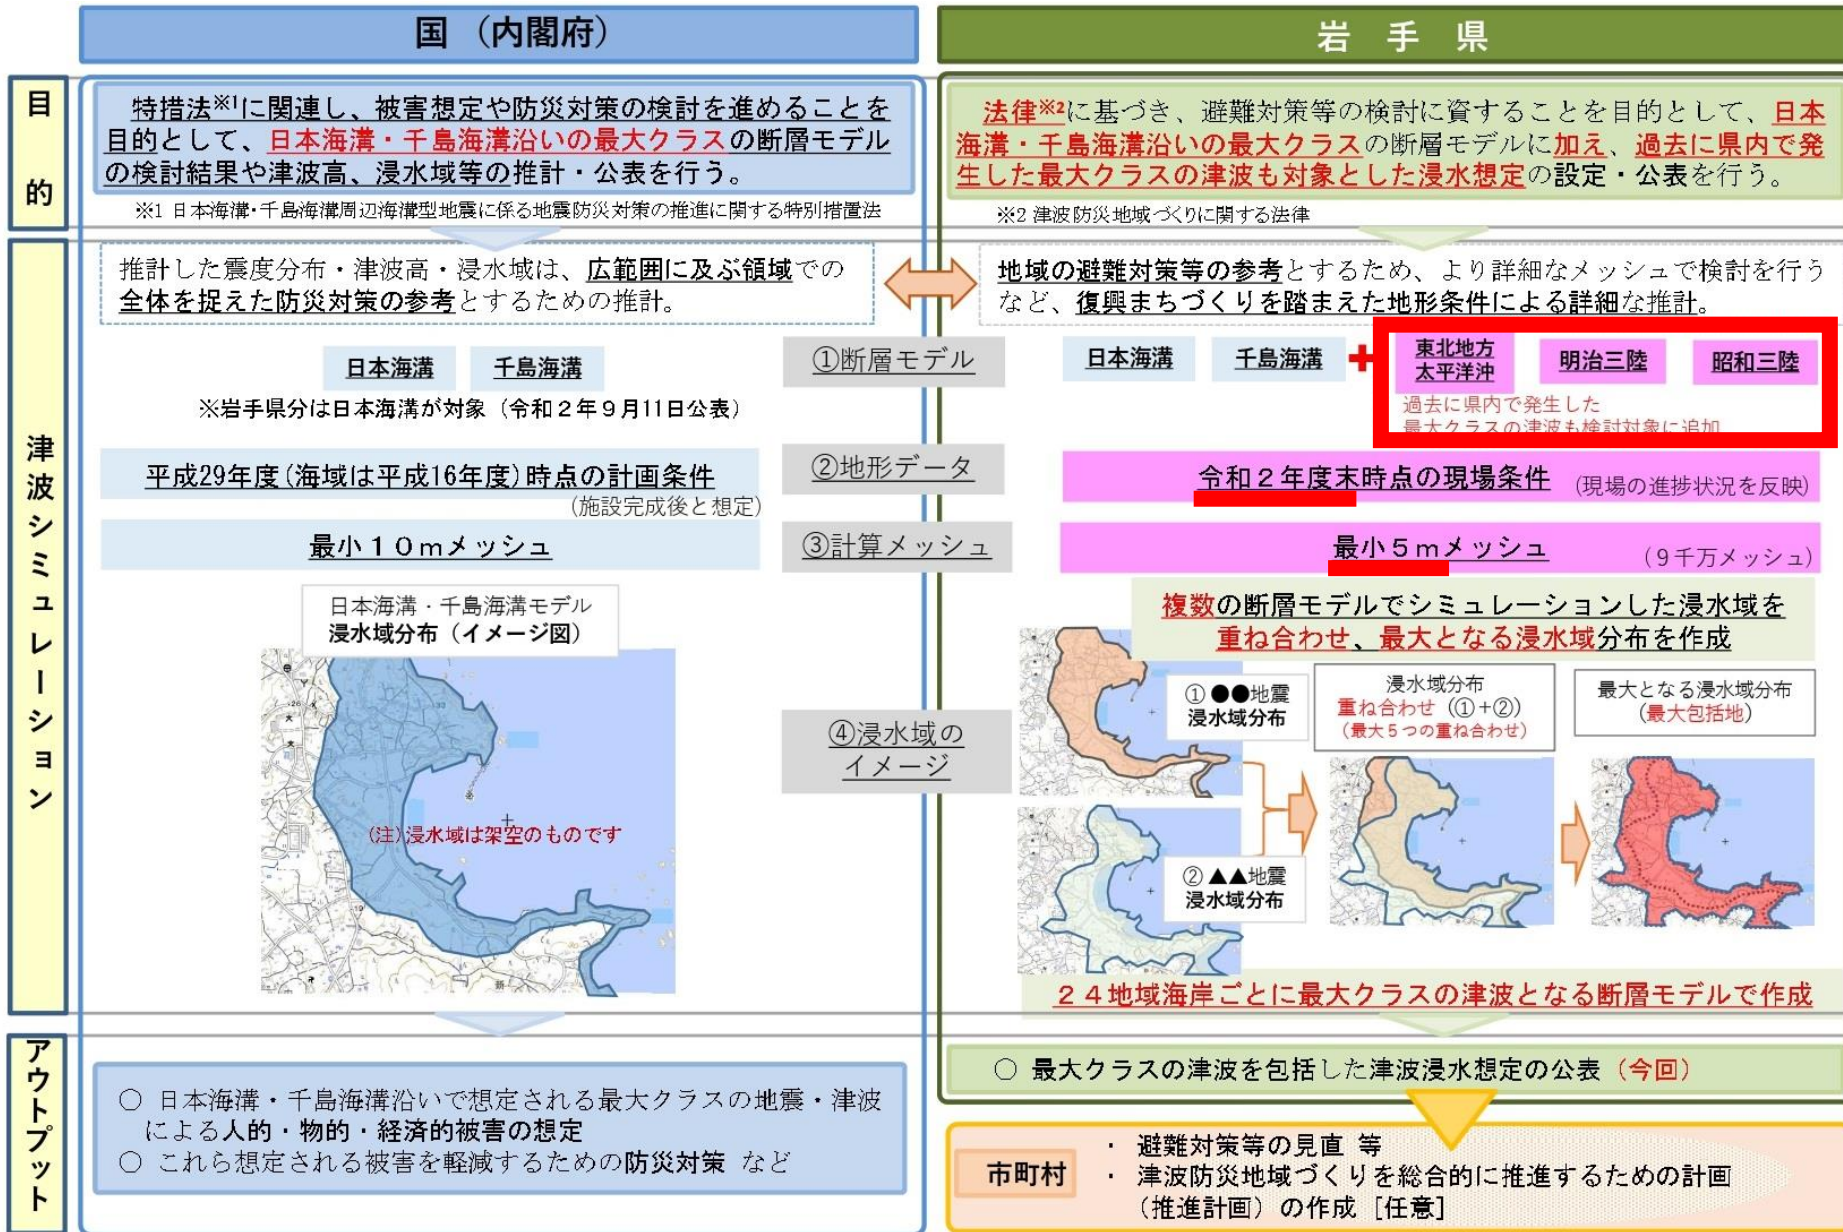 国（内閣府）
岩手県
目的
特措法※1に関連し、被害想定や防災対策の検討を進めることを
目的として、日本海溝・千島海溝沿いの最大クラスの断層モデル
の検討結果や津波高、浸水域等の推計・公表を行う。
※1 日本海溝・千島海溝周辺海溝型地震に係る地震防災対策の推進に関する特別措置法
法律※2に基づき、避難対策等の検討に資することを目的として、日本
海溝・千島海溝沿いの最大クラスの断層モデルに加え、過去に県内で発
生した最大クラスの津波も対象とした浸水想定の設定・公表を行う。
※2 津波防災地域づくりに関する法律
津波シミュレーション
推計した震度分布・津波高・浸水域は、広範囲に及ぶ領域での
全体を捉えた防災対策の参考とするための推計。
地域の避難対策等の参考とするため、より詳細なメッシュで検討を行う
など、復興まちづくりを踏まえた地形条件による詳細な推計。
日本海溝
千島海溝
※岩手県分は日本海溝が対象（令和２年９月11日公表）
①断層モデル
日本海溝
千島海溝
+
東北地方
太平洋沖
明治三陸
昭和三陸
過去に県内で発生した
最大クラスの津波も検討対象に追加
平成29年度(海域は平成16年度)時点の計画条件
(施設完成後と想定)
②地形データ
令和２年度末時点の現場条件 (現場の進捗状況を反映)
最小１０ｍメッシュ
③計算メッシュ
最小５ｍメッシュ (９千万メッシュ)
日本海溝・千島海溝モデル
浸水域分布（イメージ図）
(注)浸水域は架空のものです
④浸水域の
イメージ
複数の断層モデルでシミュレーションした浸水域を
重ね合わせ、最大となる浸水域分布を作成
① ●●地震
浸水域分布
② ▲▲地震
浸水域分布
浸水域分布
重ね合わせ（①+②）
（最大５つの重ね合わせ）
最大となる浸水域分布
（最大包括地）
２４地域海岸ごとに最大クラスの津波となる断層モデルで作成
アウトプット
○ 日本海溝・千島海溝沿いで想定される最大クラスの地震・津波
による人的・物的・経済的被害の想定
○ これら想定される被害を軽減するための防災対策 など
○ 最大クラスの津波を包括した津波浸水想定の公表（今回）
市町村
・ 避難対策等の見直 等
・ 津波防災地域づくりを総合的に推進するための計画
（推進計画）の作成［任意］